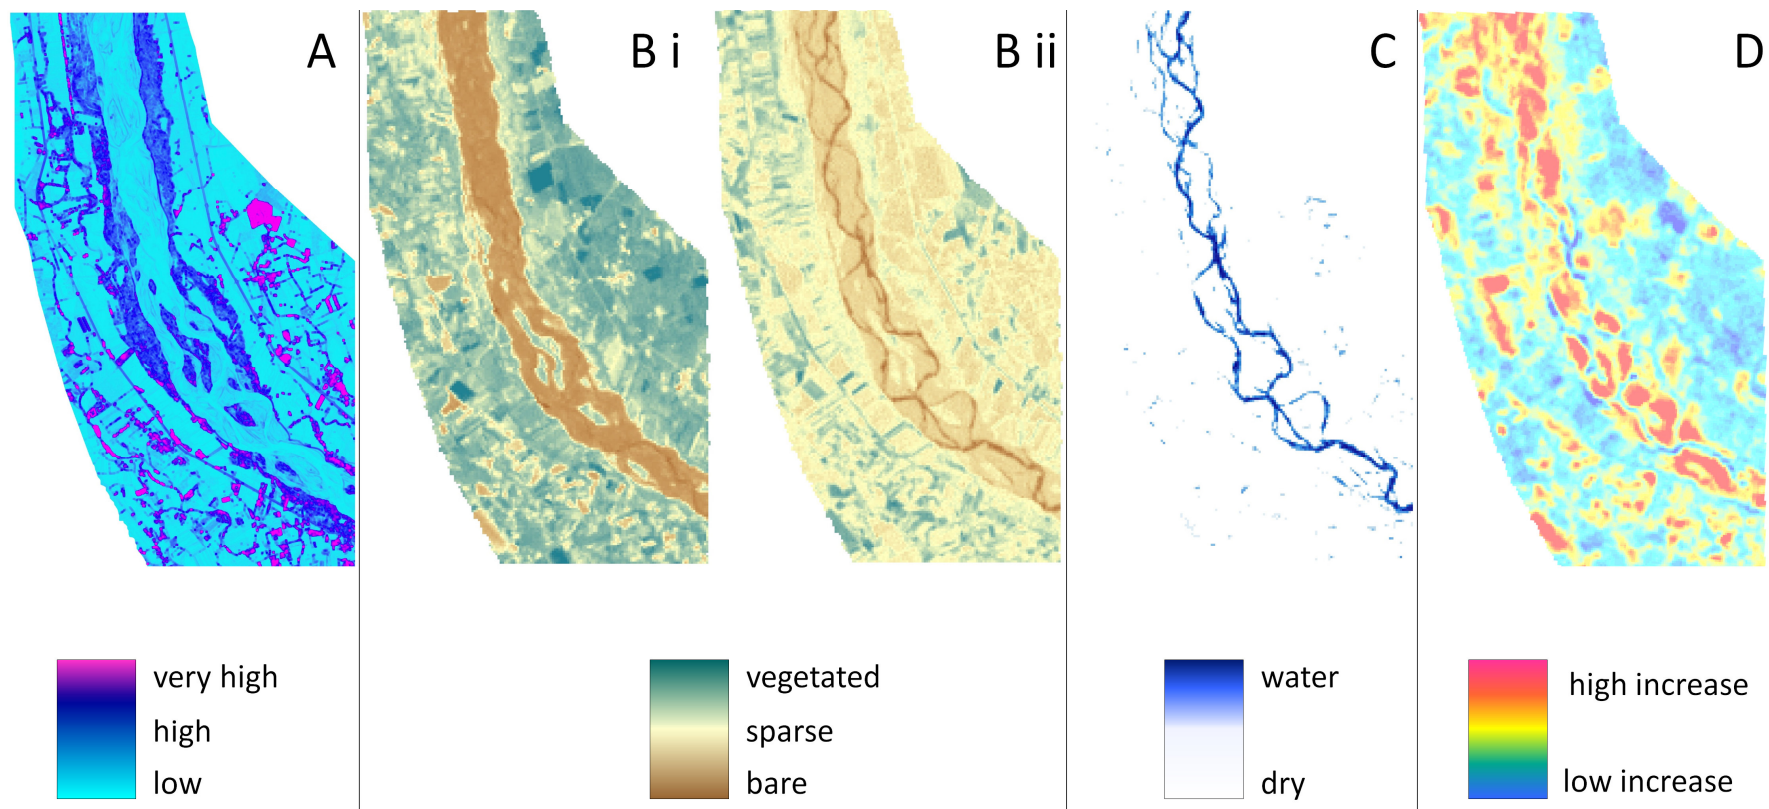 A
B i
B ii
C
D
very high
high
low
vegetated
sparse
bare
water
dry
high increase
low increase